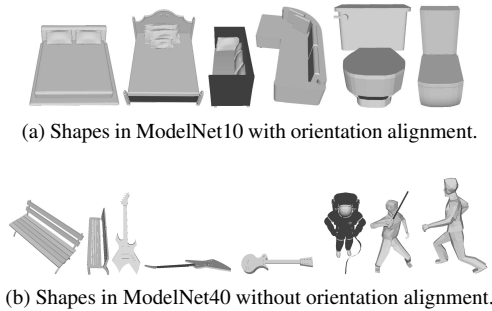 (a) Shapes in ModelNet10 with orientation alignment.
(b) Shapes in ModelNet40 without orientation alignment.